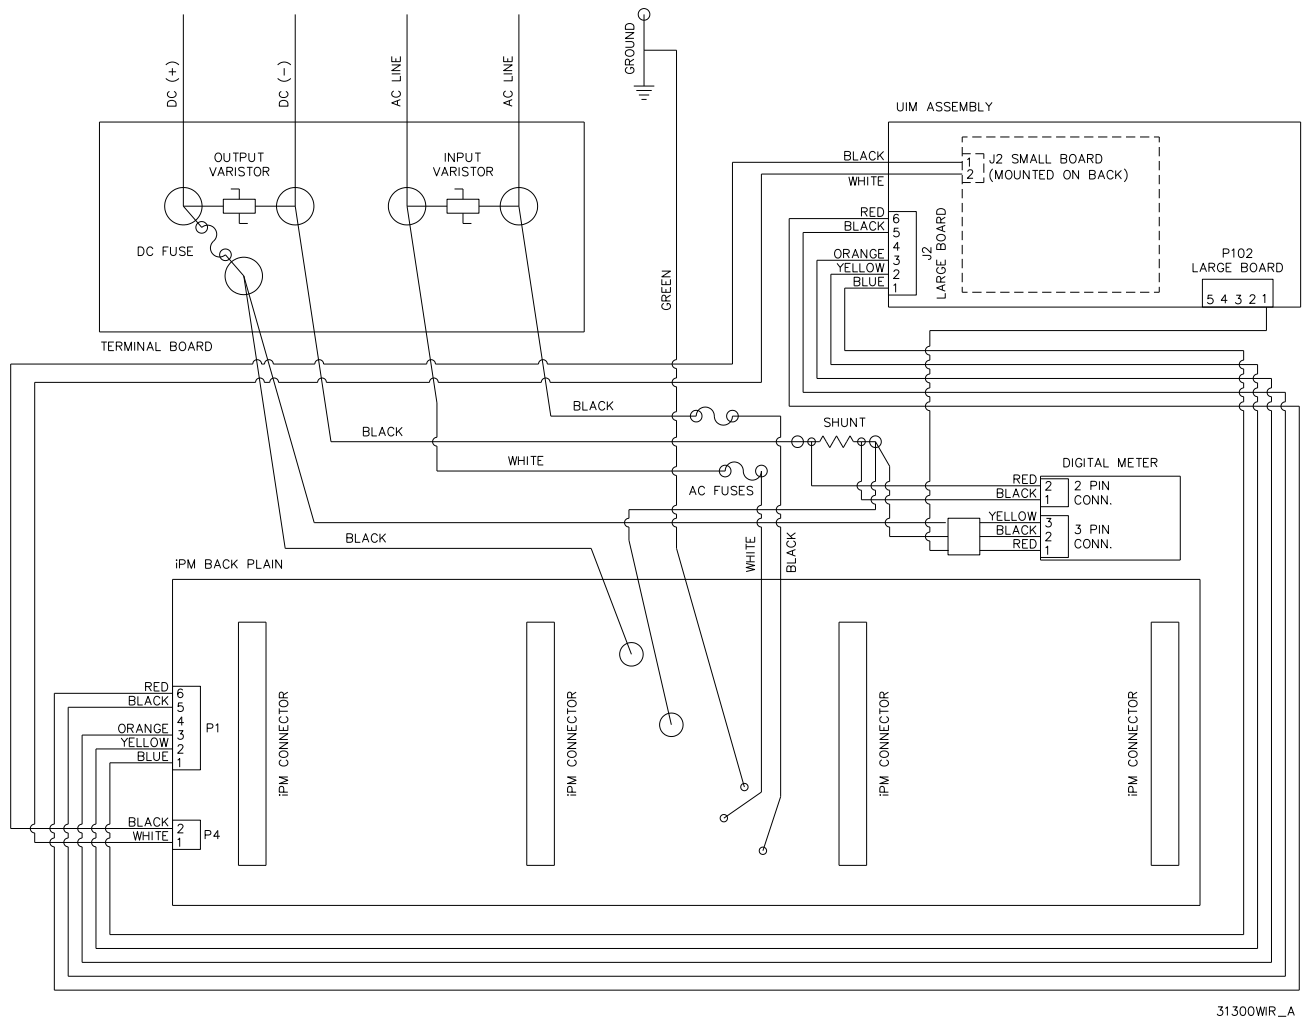 DC (+)
DC (-)
AC LINE
AC LINE
GROUND
UIM ASSEMBLY
OUTPUT
VARISTOR
INPUT
VARISTOR
DC FUSE
TERMINAL BOARD
GREEN
BLACK
WHITE
1
2
J2 SMALL BOARD
(MOUNTED ON BACK)
RED
BLACK
ORANGE
YELLOW
BLUE
6
5
4
3
2
1
J2
LARGE BOARD
P102
LARGE BOARD
5 4 3 2 1
BLACK
BLACK
WHITE
AC FUSES
SHUNT
DIGITAL METER
RED
BLACK
2
1
2 PIN
CONN.
YELLOW
BLACK
RED
3
2
1
3 PIN
CONN.
BLACK
WHITE
BLACK
iPM BACK PLAIN
iPM CONNECTOR
iPM CONNECTOR
iPM CONNECTOR
iPM CONNECTOR
RED
BLACK
ORANGE
YELLOW
BLUE
6
5
4
3
2
1
P1
BLACK
WHITE
2
1
P4
31300WIR_A